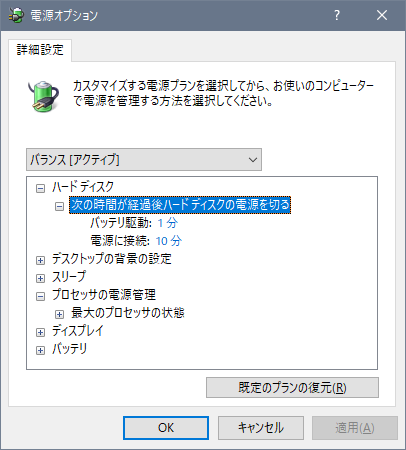 電源オプション
詳細設定
カスタマイズする電源プランを選択してから、お使いのコンピューター
で電源を管理する方法を選択してください。
バランス [アクティブ]
ハード ディスク
次の時間が経過後ハード ディスクの電源を切る
バッテリ駆動: 1 分
電源に接続: 10 分
デスクトップの背景の設定
スリープ
プロセッサの電源管理
最大のプロセッサの状態
ディスプレイ
バッテリ
既定のプランの復元(R)
OK キャンセル 適用(A)